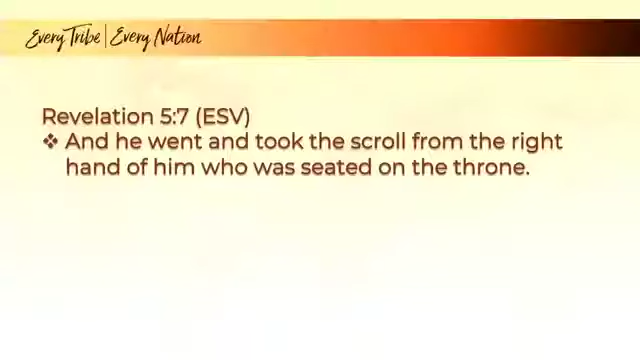 Every Tribe | Every Nation
Revelation 5:7 (ESV)
❖ And he went and took the scroll from the right
hand of him who was seated on the throne.